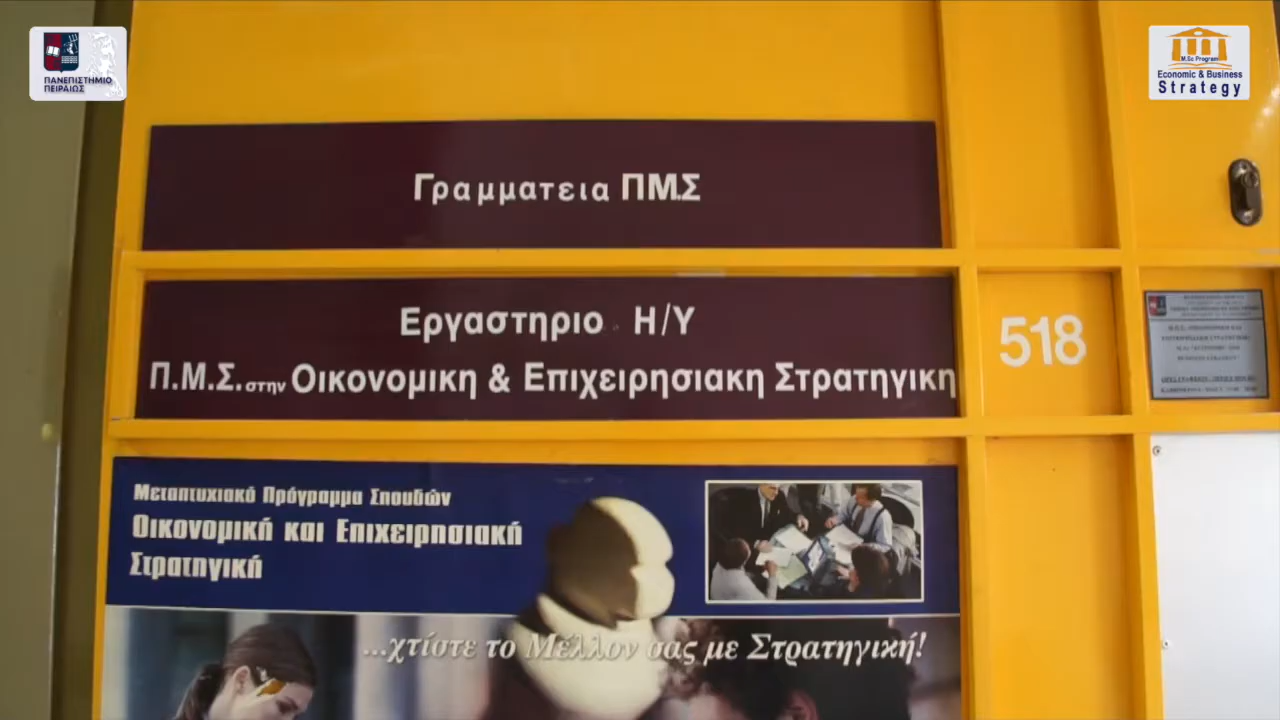 ΠΑΝΕΠΙΣΤΗΜΙΟ
ΠΕΙΡΑΙΩΣ
M.Sc Program
Economic & Business
Strategy
Γραμματεια ΠΜΣ
Εργαστηριο Η/Υ
Π.Μ.Σ. στην Οικονομικη & Επιχειρησιακη Στρατηγικη
518
Μεταπτυχιακό Πρόγραμμα Σπουδών
Οικονομική και Επιχειρησιακή
Στρατηγική
...χτίστε το Μέλλον σας με Στρατηγική!